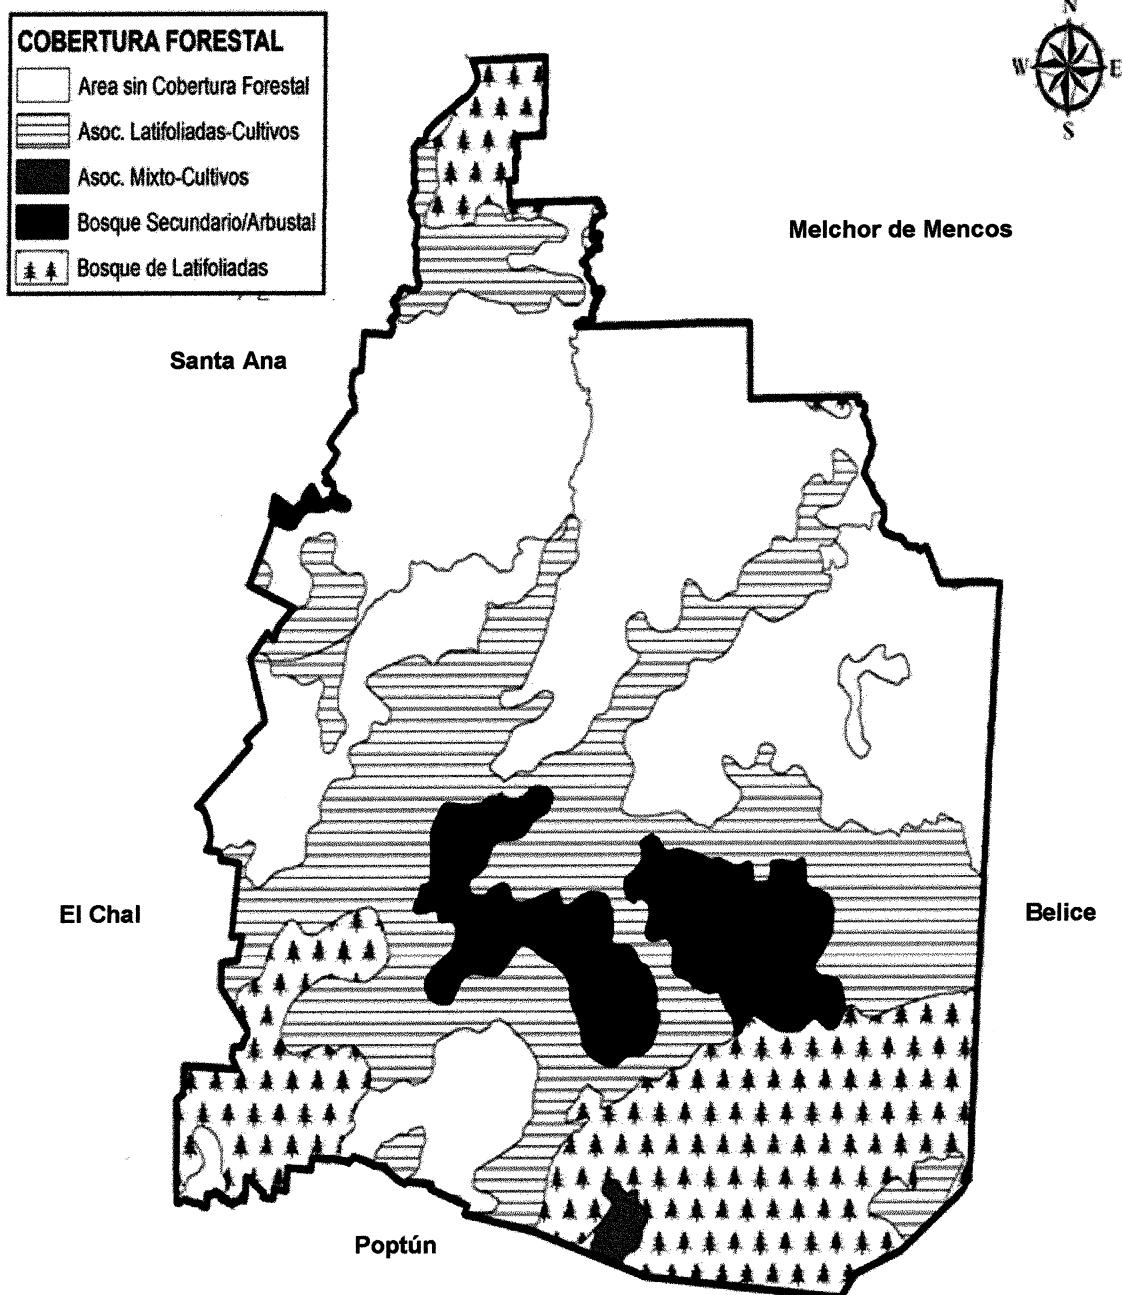 COBERTURA FORESTAL
Area sin Cobertura Forestal
Asoc. Latifoliadas-Cultivos
Asoc. Mixto-Cultivos
Bosque Secundario/Arbustal
Bosque de Latifoliadas
N
W E
S
Melchor de Mencos
Santa Ana
El Chal
Belice
Poptún